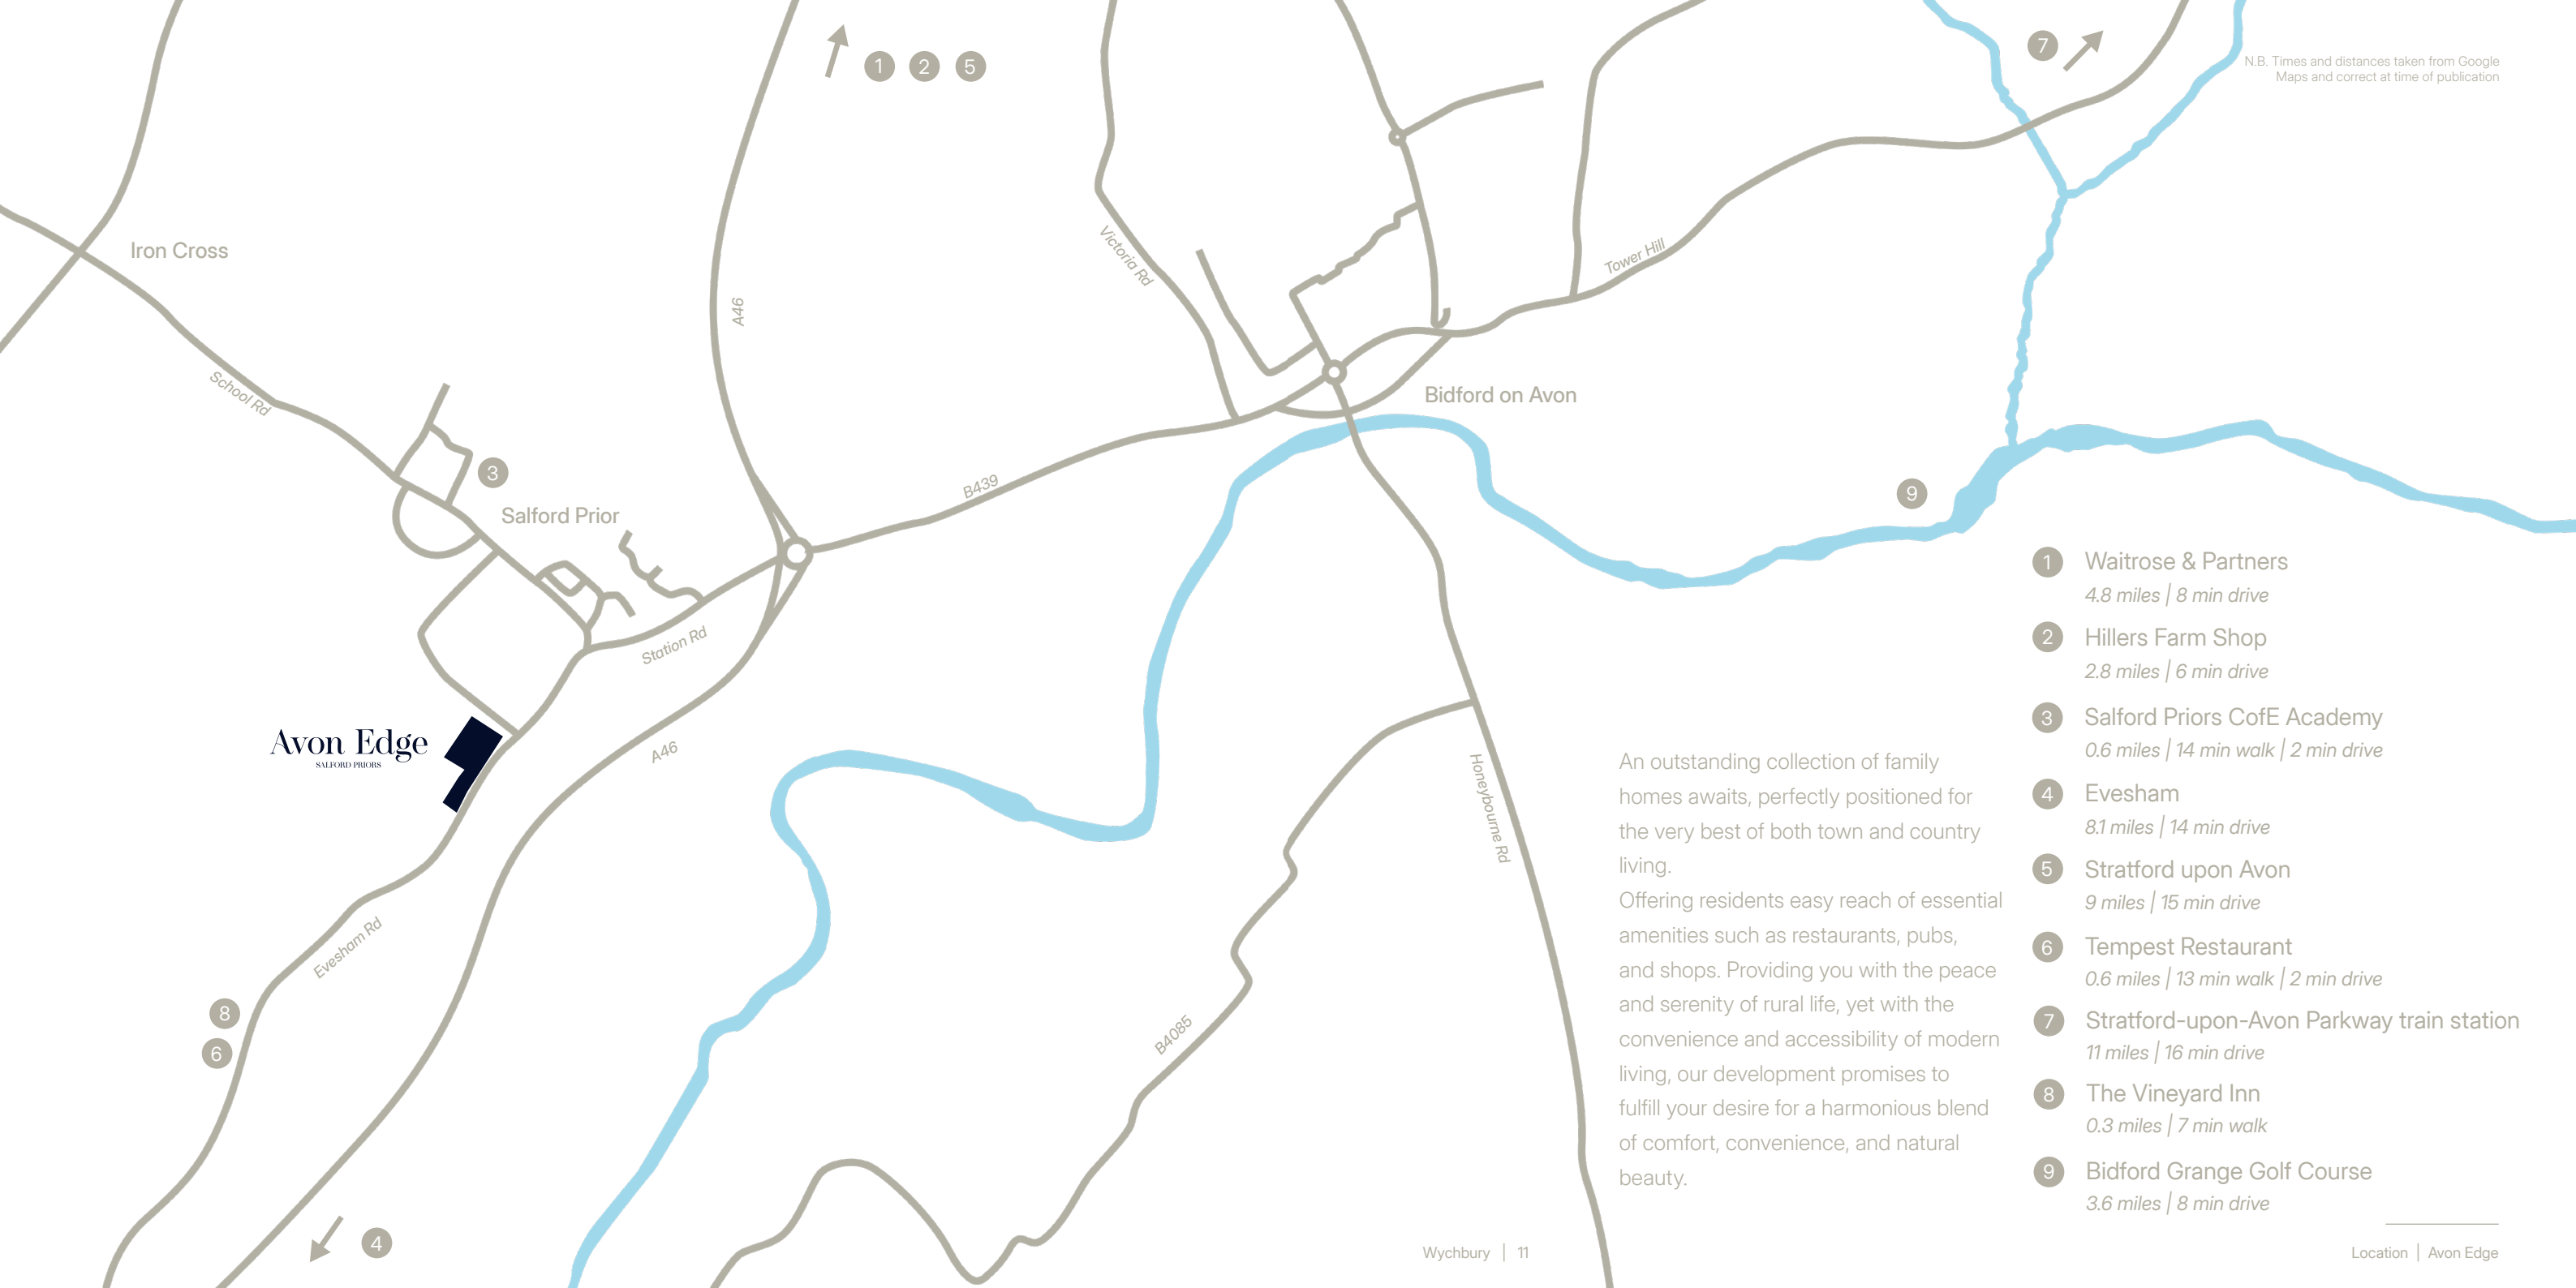 1 2 5
7
N.B. Times and distances taken from Google
Maps and correct at time of publication
Iron Cross
Victoria Rd
Tower Hill
A46
School Rd
Bidford on Avon
3
Salford Prior
B439
9
Station Rd
A46
Avon Edge
SALFORD PRIORS
Honeybourne Rd
Evesham Rd
8
6
B4085
4
An outstanding collection of family
homes awaits, perfectly positioned for
the very best of both town and country
living.
Offering residents easy reach of essential
amenities such as restaurants, pubs,
and shops. Providing you with the peace
and serenity of rural life, yet with the
convenience and accessibility of modern
living, our development promises to
fulfill your desire for a harmonious blend
of comfort, convenience, and natural
beauty.
1 Waitrose & Partners
4.8 miles | 8 min drive
2 Hillers Farm Shop
2.8 miles | 6 min drive
3 Salford Priors CofE Academy
0.6 miles | 14 min walk | 2 min drive
4 Evesham
8.1 miles | 14 min drive
5 Stratford upon Avon
9 miles | 15 min drive
6 Tempest Restaurant
0.6 miles | 13 min walk | 2 min drive
7 Stratford-upon-Avon Parkway train station
11 miles | 16 min drive
8 The Vineyard Inn
0.3 miles | 7 min walk
9 Bidford Grange Golf Course
3.6 miles | 8 min drive
Wychbury | 11
Location | Avon Edge